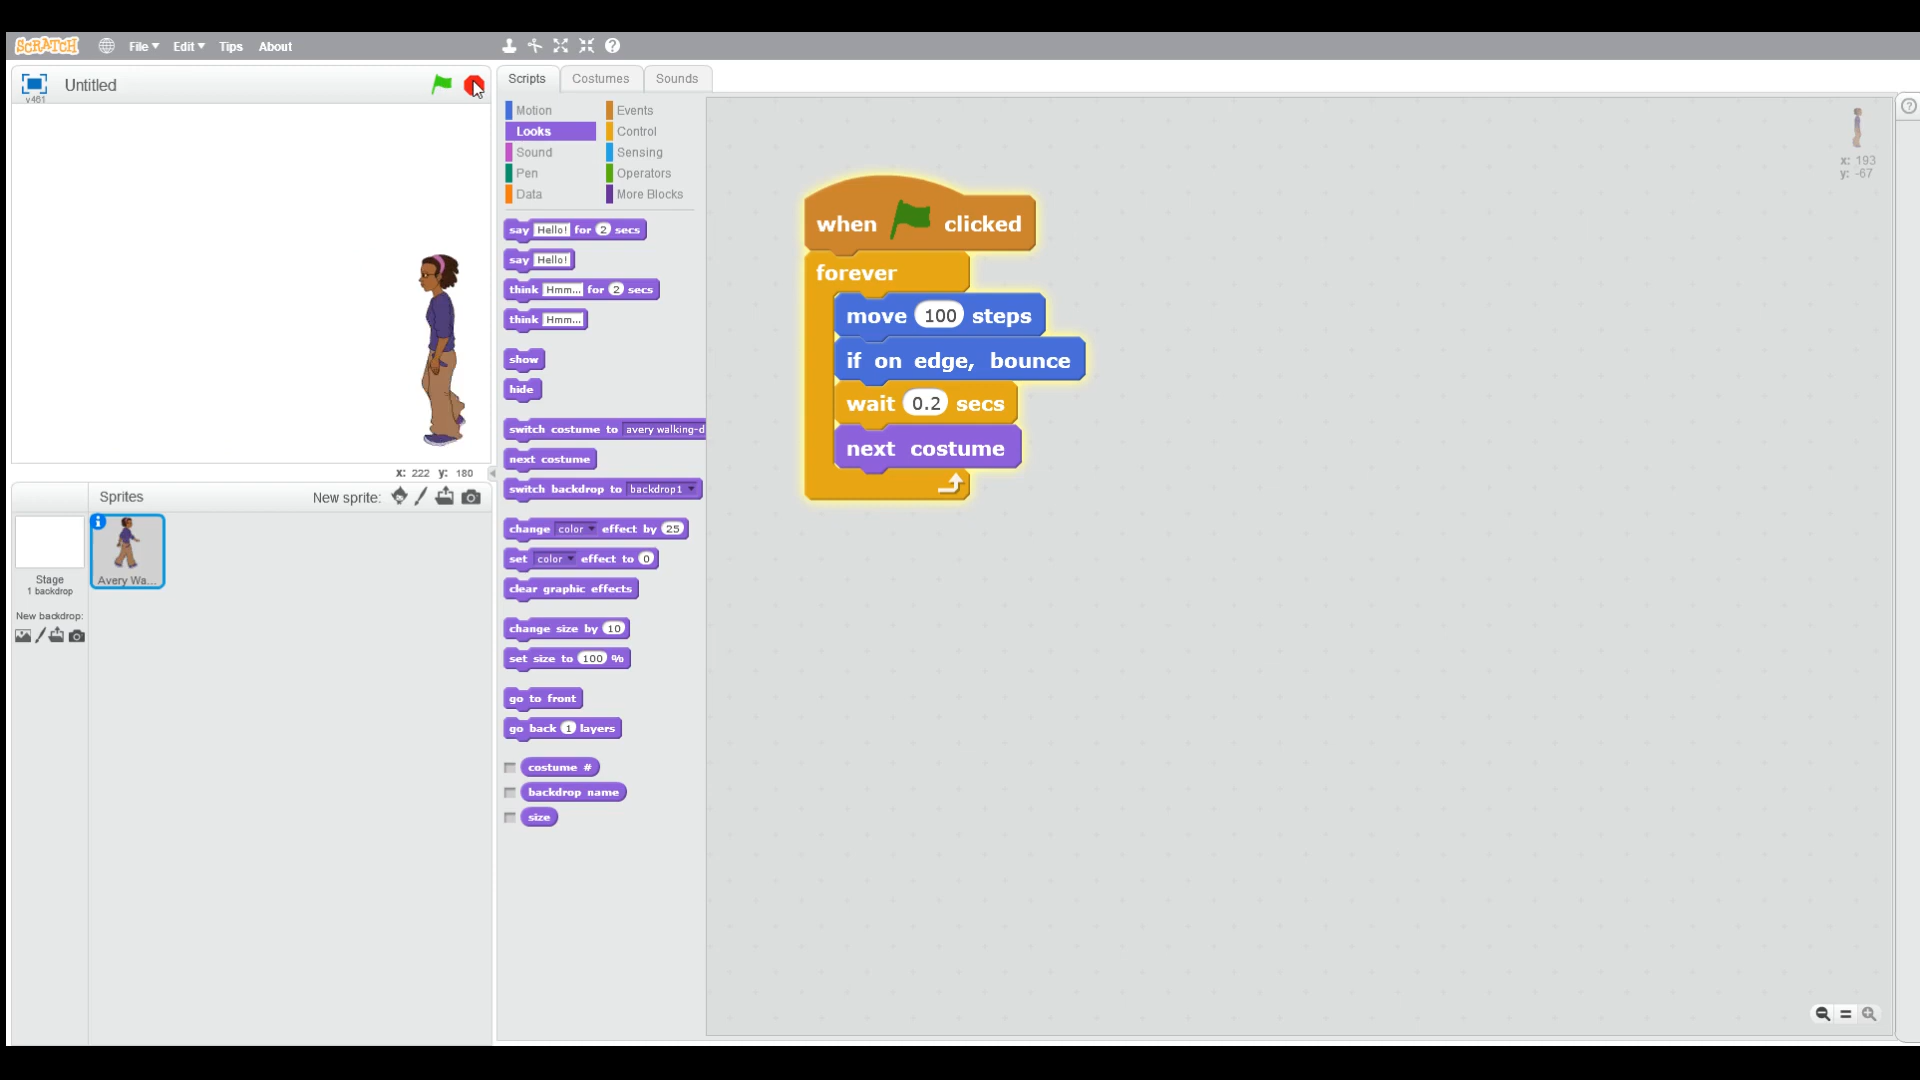 SCRATCH File Edit Tips About
Untitled
v461
Scripts Costumes Sounds
Motion Events
Looks Control
Sound Sensing
Pen Operators
Data More Blocks
say Hello! for 2 secs
say Hello!
think Hmm... for 2 secs
think Hmm...
show
hide
switch costume to avery walking-d
next costume
switch backdrop to backdrop1
change color effect by 25
set color effect to 0
clear graphic effects
change size by 10
set size to 100 %
go to front
go back 1 layers
costume #
backdrop name
size
when clicked
forever
move 100 steps
if on edge, bounce
wait 0.2 secs
next costume
x: 193
y: -67
x: 222 y: 180
Sprites New sprite:
Stage
1 backdrop
New backdrop:
Avery Wa...